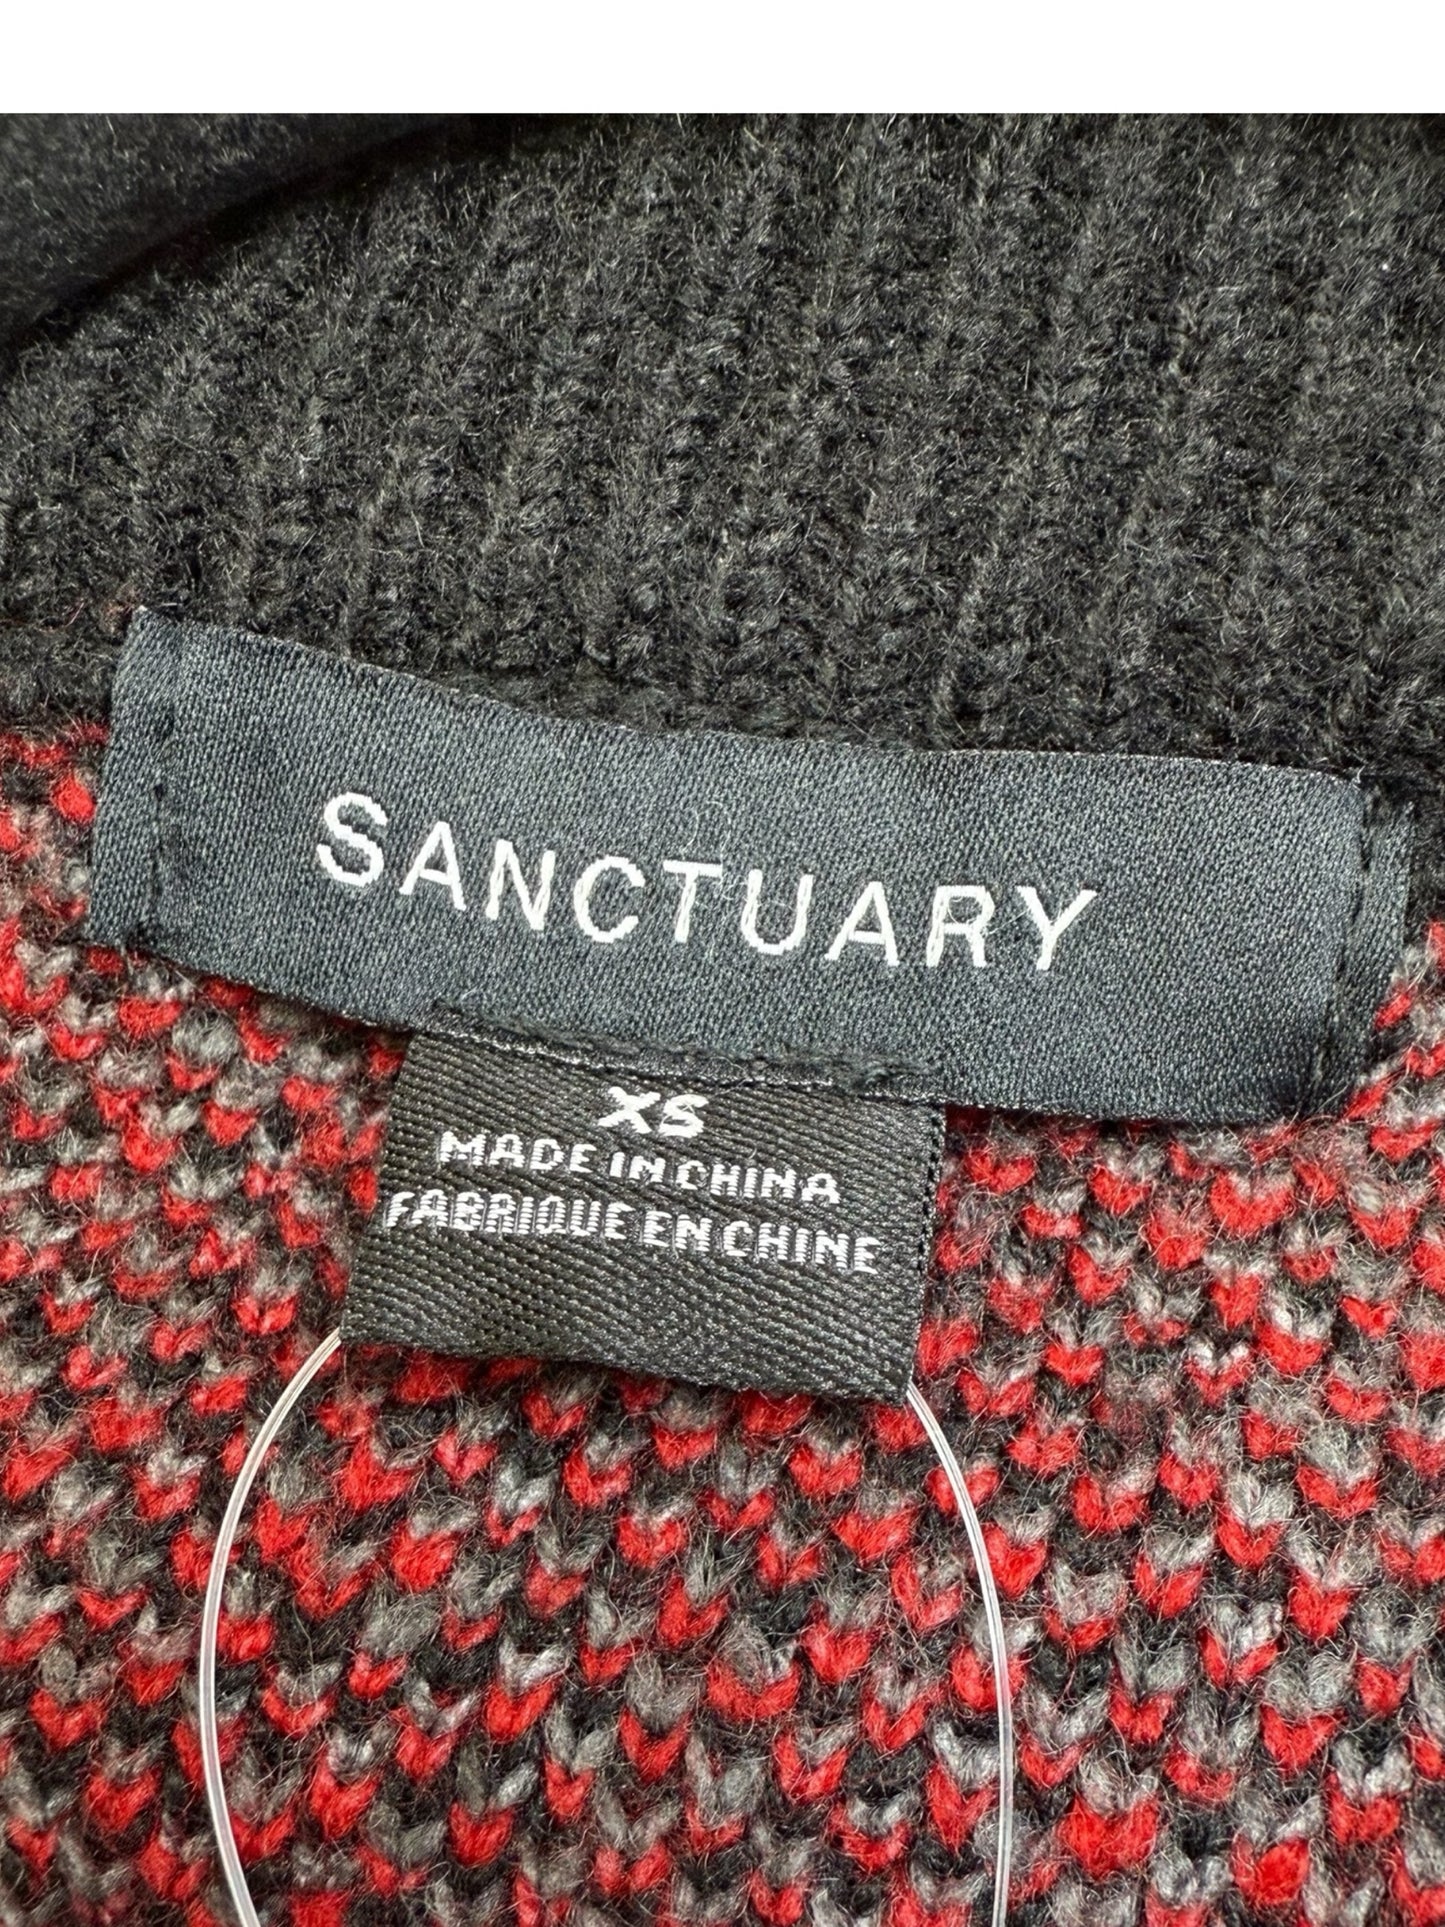 SANCTUARY
XS
MADE IN CHINA
FABRIQUE EN CHINE